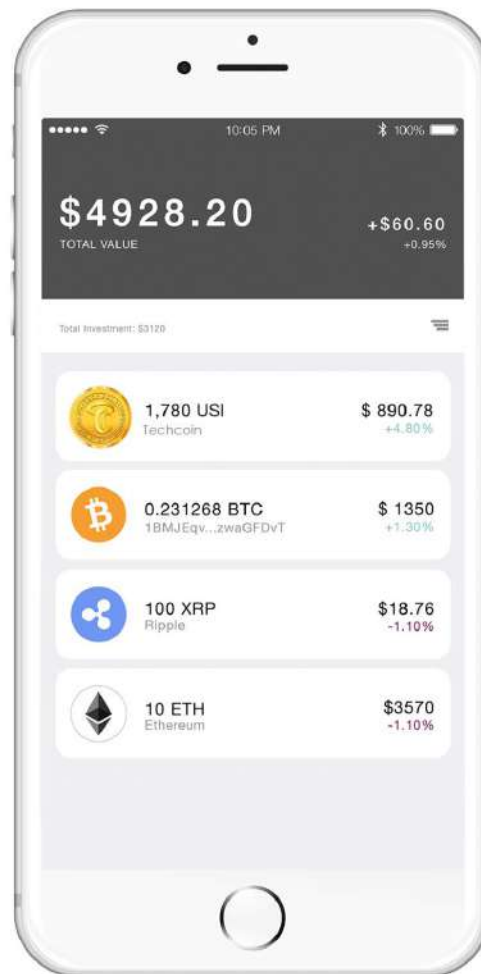 10:05 PM
100%
$4928.20
TOTAL VALUE
+$60.60
+0.95%
Total Investment: $3120
1,780 USI
Techcoin
$ 890.78
+4.80%
0.231268 BTC
1BMJEqv...zwaGFDvT
$ 1350
+1.30%
100 XRP
Ripple
$18.76
-1.10%
10 ETH
Ethereum
$3570
-1.10%